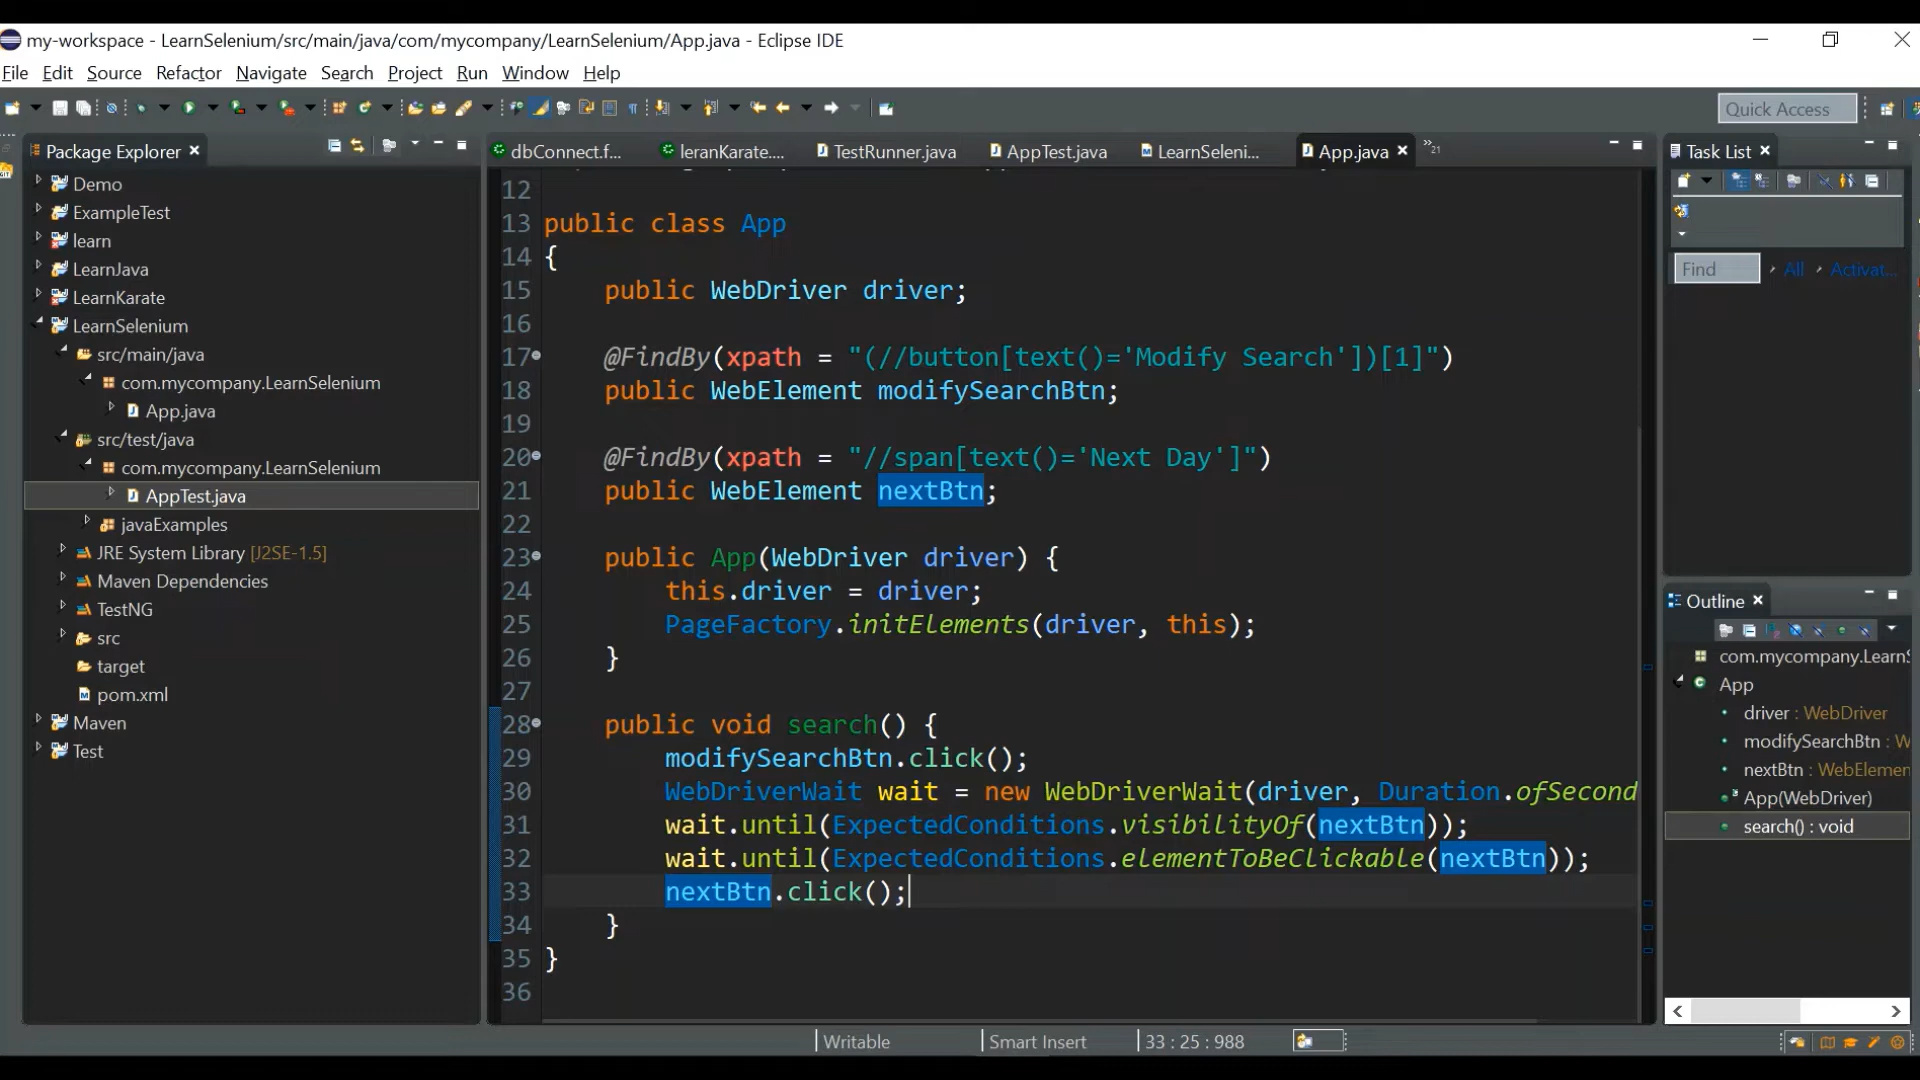 my-workspace - LearnSelenium/src/main/java/com/mycompany/LearnSelenium/App.java - Eclipse IDE
File Edit Source Refactor Navigate Search Project Run Window Help
Quick Access
Package Explorer
dbConnect.f... leranKarate.... TestRunner.java AppTest.java LearnSeleni... App.java »21
Task List
Demo
ExampleTest
learn
LearnJava
LearnKarate
LearnSelenium
src/main/java
com.mycompany.LearnSelenium
App.java
src/test/java
com.mycompany.LearnSelenium
AppTest.java
javaExamples
JRE System Library [J2SE-1.5]
Maven Dependencies
TestNG
src
target
pom.xml
Maven
Test
12
13 public class App
14 {
15 public WebDriver driver;
16
17 @FindBy(xpath = "(//button[text()='Modify Search'])[1]")
18 public WebElement modifySearchBtn;
19
20 @FindBy(xpath = "//span[text()='Next Day']")
21 public WebElement nextBtn;
22
23 public App(WebDriver driver) {
24 this.driver = driver;
25 PageFactory.initElements(driver, this);
26 }
27
28 public void search() {
29 modifySearchBtn.click();
30 WebDriverWait wait = new WebDriverWait(driver, Duration.ofSecond
31 wait.until(ExpectedConditions.visibilityOf(nextBtn));
32 wait.until(ExpectedConditions.elementToBeClickable(nextBtn));
33 nextBtn.click();
34 }
35 }
36
Find All Activat...
Outline
com.mycompany.LearnS
App
driver : WebDriver
modifySearchBtn : W
nextBtn : WebElemen
App(WebDriver)
search() : void
Writable Smart Insert 33 : 25 : 988